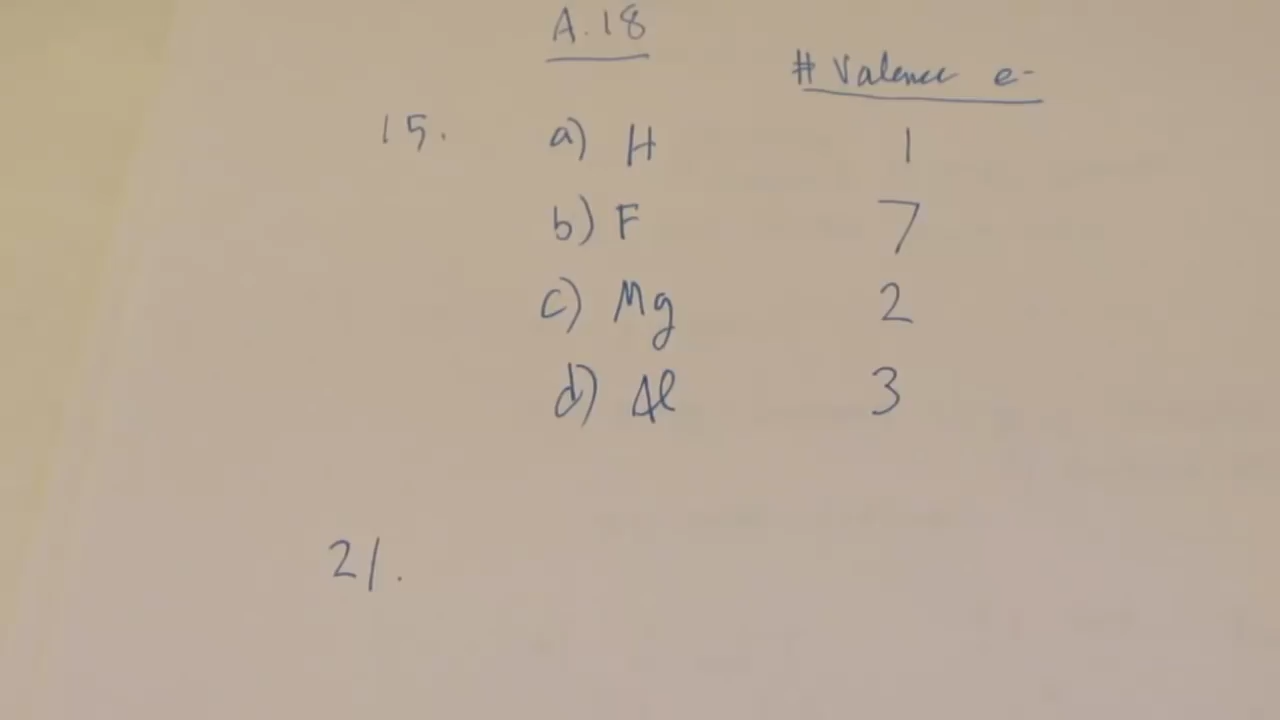 A.18
# Valence e-
15. a) H 1
b) F 7
c) Mg 2
d) Al 3
21.